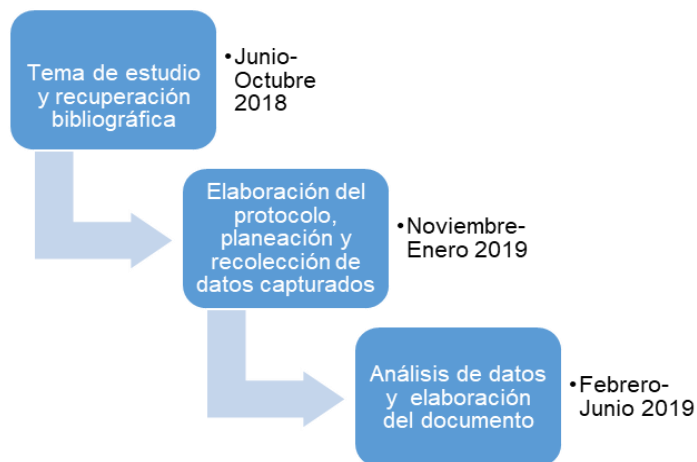 Tema de estudio
y recuperación
bibliográfica
•Junio-
Octubre
2018
Elaboración del
protocolo,
planeación y
recolección de
datos capturados
•Noviembre-
Enero 2019
Análisis de datos
y elaboración
del documento
•Febrero-
Junio 2019